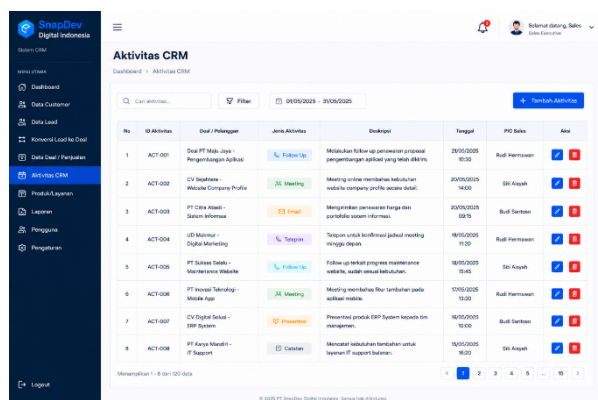 SnapDev
Digital Indonesia
Sistem CRM
MENU UTAMA
Dashboard
Data Customer
Data Lead
Konversi Lead ke Deal
Data Deal / Penjualan
Aktivitas CRM
Produk/Layanan
Laporan
Pengguna
Pengaturan
Logout
Selamat datang, Sales
Sales Executive
Aktivitas CRM
Dashboard > Aktivitas CRM
Cari aktivitas...
Filter
01/05/2025 - 31/05/2025
+ Tambah Aktivitas
No ID Aktivitas Deal / Pelanggan Jenis Aktivitas Deskripsi Tanggal PIC Sales Aksi
1 ACT-001 Deal PT Maju Jaya - Pengembangan Aplikasi Follow Up Melakukan follow up penawaran proposal pengembangan aplikasi yang telah dikirim. 21/05/2025 10:30 Rudi Hermawan
2 ACT-002 CV Sejahtera - Website Company Profile Meeting Meeting online membahas kebutuhan website company profile secara detail. 20/05/2025 14:00 Siti Aisyah
3 ACT-003 PT Citra Abadi - Sistem Informasi Email Mengirimkan penawaran harga dan portofolio sistem informasi. 20/05/2025 09:15 Budi Santoso
4 ACT-004 UD Makmur - Digital Marketing Telepon Telepon untuk konfirmasi jadwal meeting minggu depan. 19/05/2025 11:20 Rudi Hermawan
5 ACT-005 PT Sukses Selalu - Maintenance Website Follow Up Follow up terkait progress maintenance website, sudah sesuai kebutuhan. 18/05/2025 15:45 Siti Aisyah
6 ACT-006 PT Inovasi Teknologi - Mobile App Meeting Meeting membahas fitur tambahan pada aplikasi mobile. 17/05/2025 13:30 Rudi Hermawan
7 ACT-007 CV Digital Solusi - ERP System Presentasi Presentasi produk ERP System kepada tim manajemen. 16/05/2025 10:00 Budi Santoso
8 ACT-008 PT Karya Mandiri - IT Support Catatan Mencatat kebutuhan tambahan untuk layanan IT support bulanan. 15/05/2025 16:20 Siti Aisyah
Menampilkan 1 - 8 dari 120 data
< 1 2 3 4 5 ... 15 >
© 2025 PT SnapDev Digital Indonesia. Semua hak dilindungi.